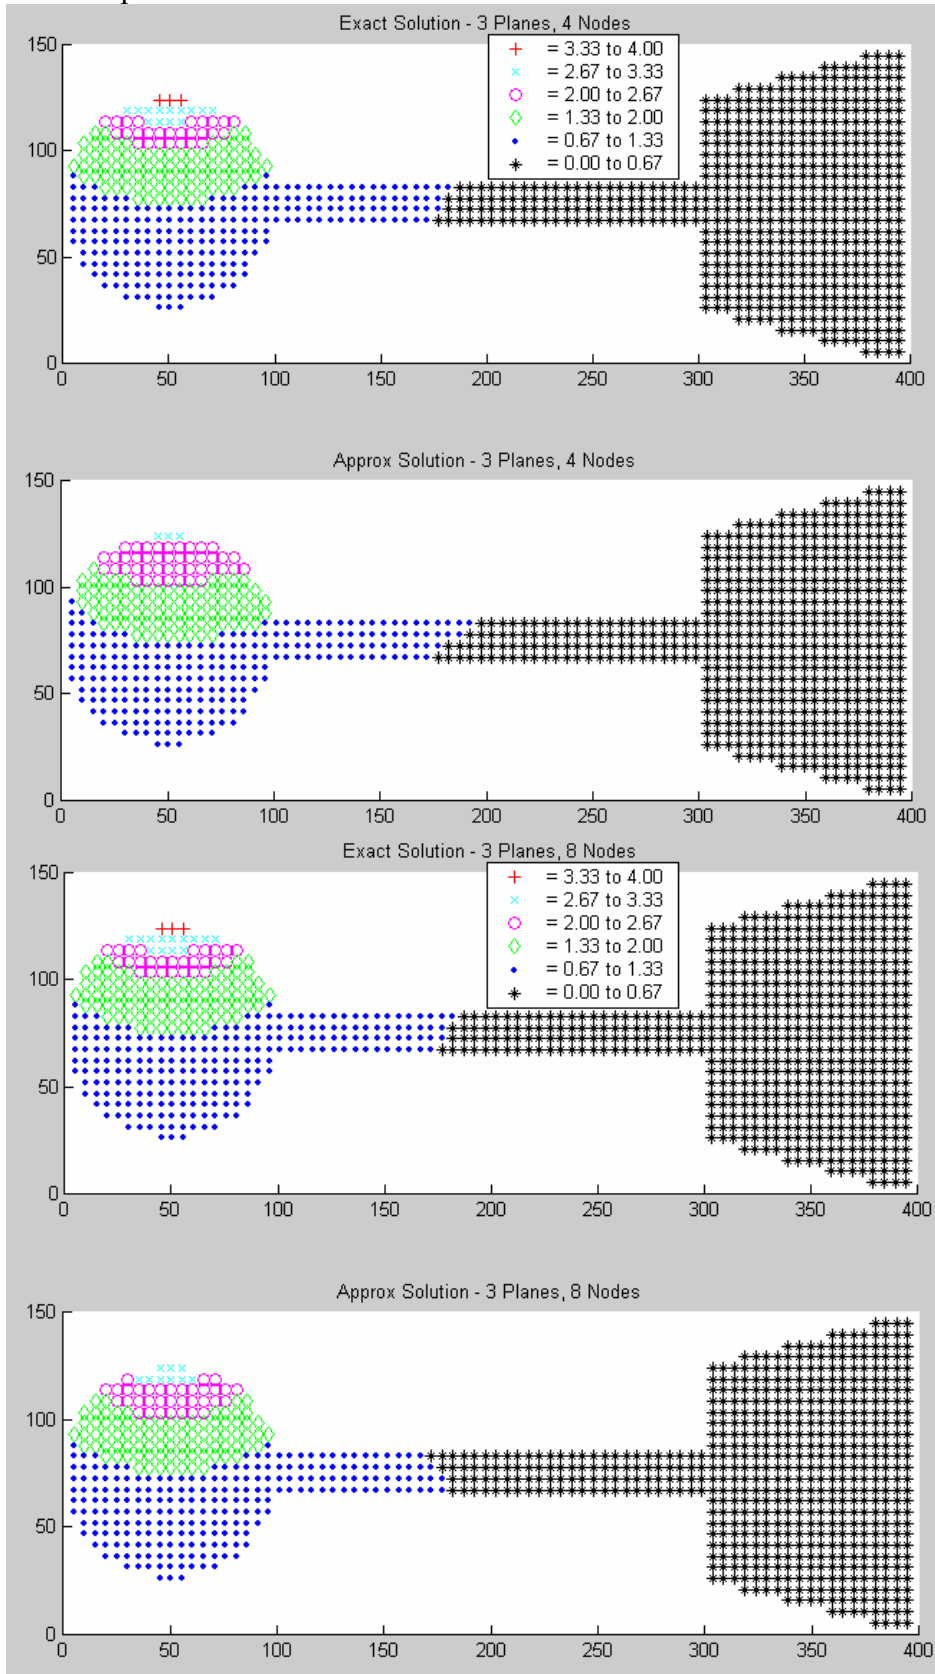 Exact Solution - 3 Planes, 4 Nodes
150
100
50
0
+ = 3.33 to 4.00
× = 2.67 to 3.33
○ = 2.00 to 2.67
◇ = 1.33 to 2.00
• = 0.67 to 1.33
* = 0.00 to 0.67
0 50 100 150 200 250 300 350 400
Approx Solution - 3 Planes, 4 Nodes
150
100
50
0
0 50 100 150 200 250 300 350 400
Exact Solution - 3 Planes, 8 Nodes
150
100
50
0
+ = 3.33 to 4.00
× = 2.67 to 3.33
○ = 2.00 to 2.67
◇ = 1.33 to 2.00
• = 0.67 to 1.33
* = 0.00 to 0.67
0 50 100 150 200 250 300 350 400
Approx Solution - 3 Planes, 8 Nodes
150
100
50
0
0 50 100 150 200 250 300 350 400